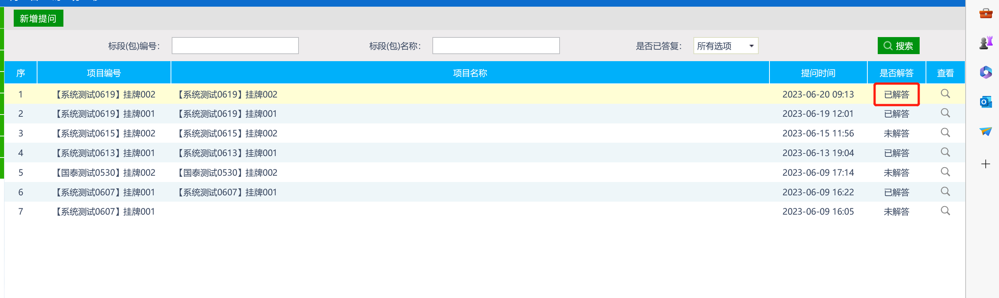 新增提问
标段(包)编号： 标段(包)名称： 是否已答复： 所有选项 搜索
序 项目编号 项目名称 提问时间 是否解答 查看
1 【系统测试0619】挂牌002 【系统测试0619】挂牌002 2023-06-20 09:13 已解答
2 【系统测试0619】挂牌001 【系统测试0619】挂牌001 2023-06-19 12:01 已解答
3 【系统测试0615】挂牌002 【系统测试0615】挂牌002 2023-06-15 11:56 未解答
4 【系统测试0613】挂牌001 【系统测试0613】挂牌001 2023-06-13 19:04 已解答
5 【国泰测试0530】挂牌002 【国泰测试0530】挂牌002 2023-06-09 17:14 未解答
6 【系统测试0607】挂牌001 【系统测试0607】挂牌001 2023-06-09 16:22 已解答
7 【系统测试0607】挂牌001 2023-06-09 16:05 未解答